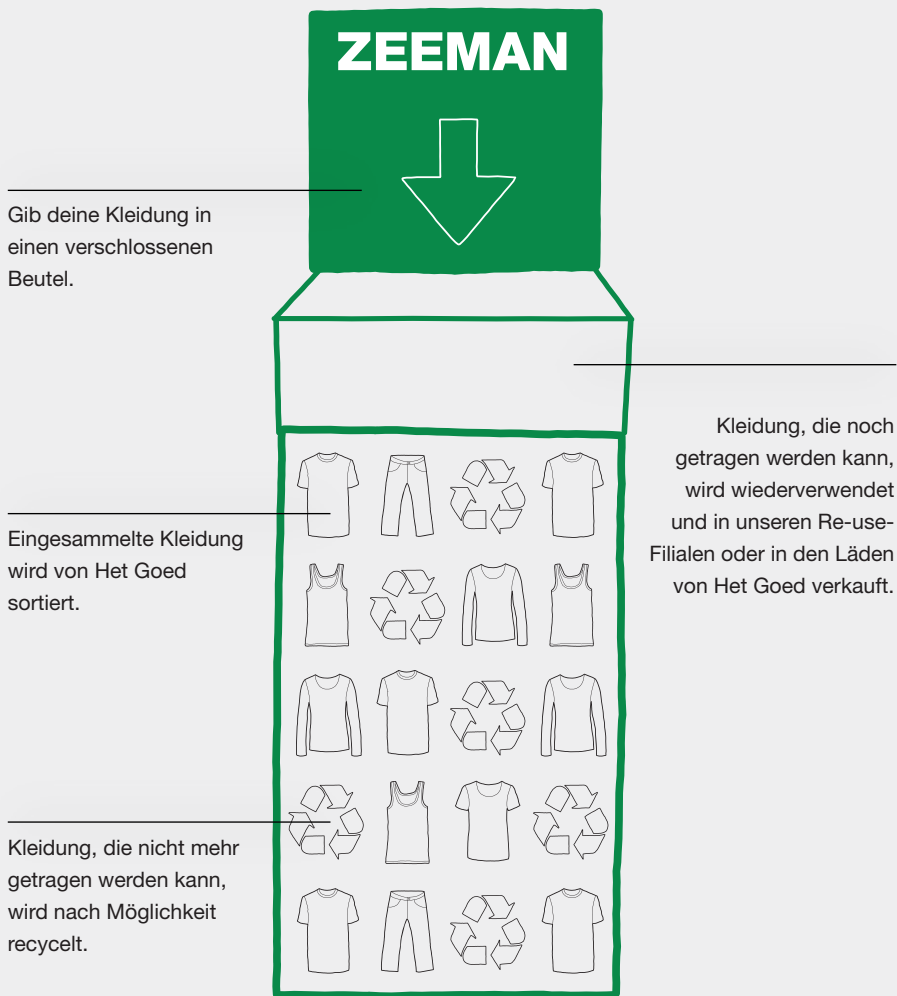 ZEEMAN
Gib deine Kleidung in
einen verschlossenen
Beutel.
Kleidung, die noch
getragen werden kann,
wird wiederverwendet
und in unseren Re-use-
Filialen oder in den Läden
von Het Goed verkauft.
Eingesammelte Kleidung
wird von Het Goed
sortiert.
Kleidung, die nicht mehr
getragen werden kann,
wird nach Möglichkeit
recycelt.